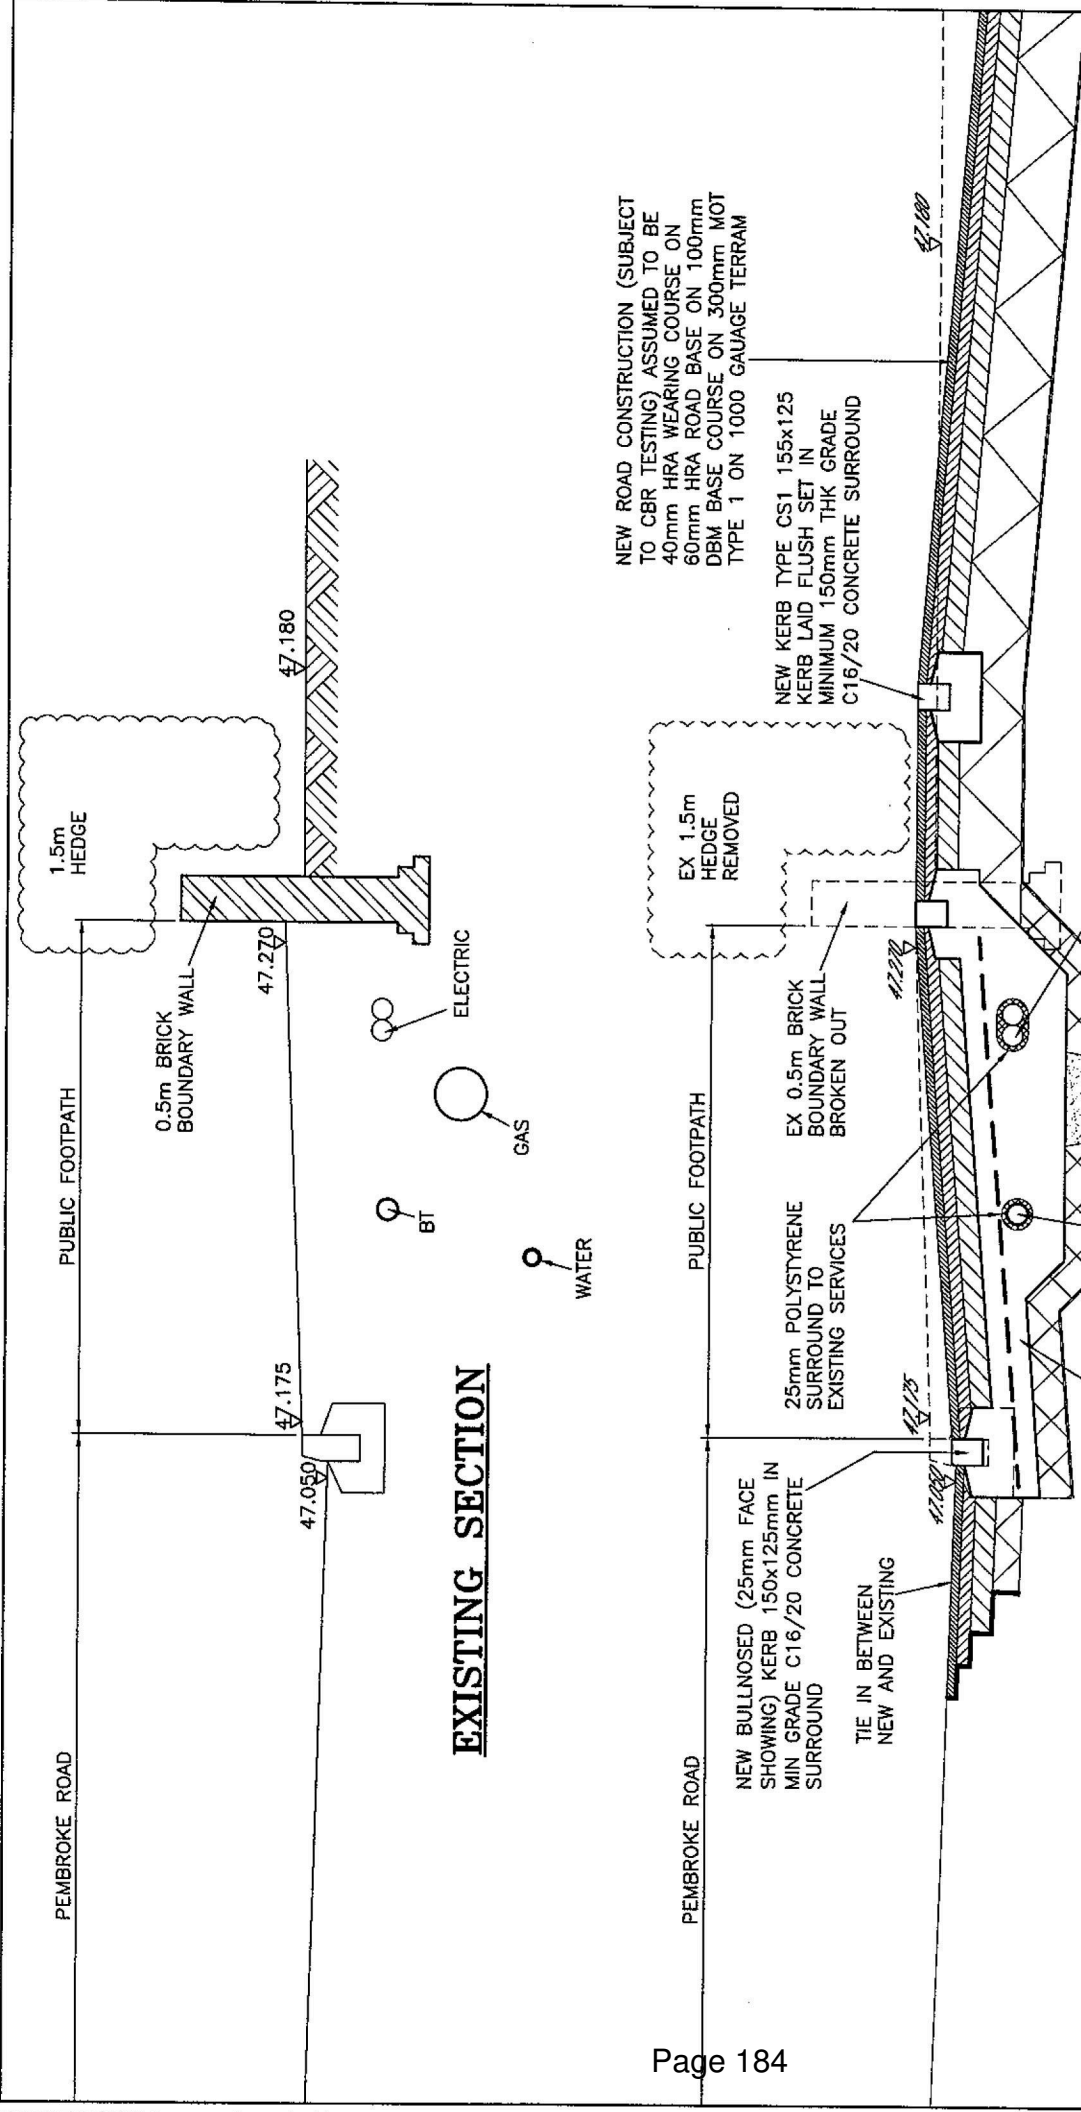 PEMBROKE ROAD
PUBLIC FOOTPATH
1.5m
HEDGE
0.5m BRICK
BOUNDARY WALL
47.050
47.175
47.270
47.180
BT
WATER
GAS
ELECTRIC
EXISTING SECTION
NEW ROAD CONSTRUCTION (SUBJECT
TO CBR TESTING) ASSUMED TO BE
40mm HRA WEARING COURSE ON
60mm HRA ROAD BASE ON 100mm
DBM BASE COURSE ON 300mm MOT
TYPE 1 ON 1000 GAUAGE TERRAM
PEMBROKE ROAD
PUBLIC FOOTPATH
EX 1.5m
HEDGE
REMOVED
NEW BULLNOSED (25mm FACE
SHOWING) KERB 150x125mm IN
MIN GRADE C16/20 CONCRETE
SURROUND
25mm POLYSTYRENE
SURROUND TO
EXISTING SERVICES
EX 0.5m BRICK
BOUNDARY WALL
BROKEN OUT
NEW KERB TYPE CS1 155x125
KERB LAID FLUSH SET IN
MINIMUM 150mm THK GRADE
C16/20 CONCRETE SURROUND
TIE IN BETWEEN
NEW AND EXISTING
47.050
47.175
47.270
47.180
Page 184